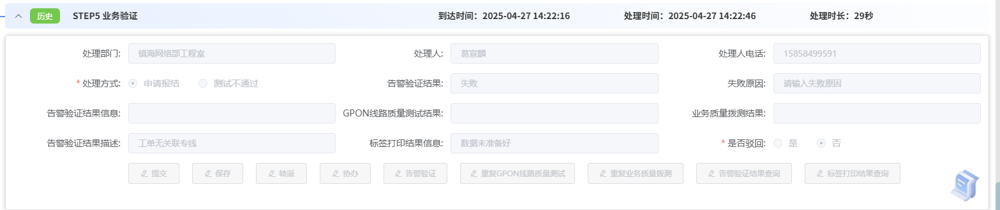 历史 STEP5 业务验证 到达时间：2025-04-27 14:22:16 处理时间：2025-04-27 14:22:46 处理时长：29秒
处理部门: 镇海网络部工程室 处理人: 葛宣麟 处理人电话: 15858499591
* 处理方式: 申请报结 测试不通过 告警验证结果: 失败 失败原因: 请输入失败原因
告警验证结果信息: GPON线路质量测试结果: 业务质量拨测结果:
告警验证结果描述: 工单无关联专线 标签打印结果信息: 数据未准备好 * 是否驳回: 是 否
提交 保存 转派 协办 告警验证 重复GPON线路质量测试 重复业务质量拨测 告警验证结果查询 标签打印结果查询